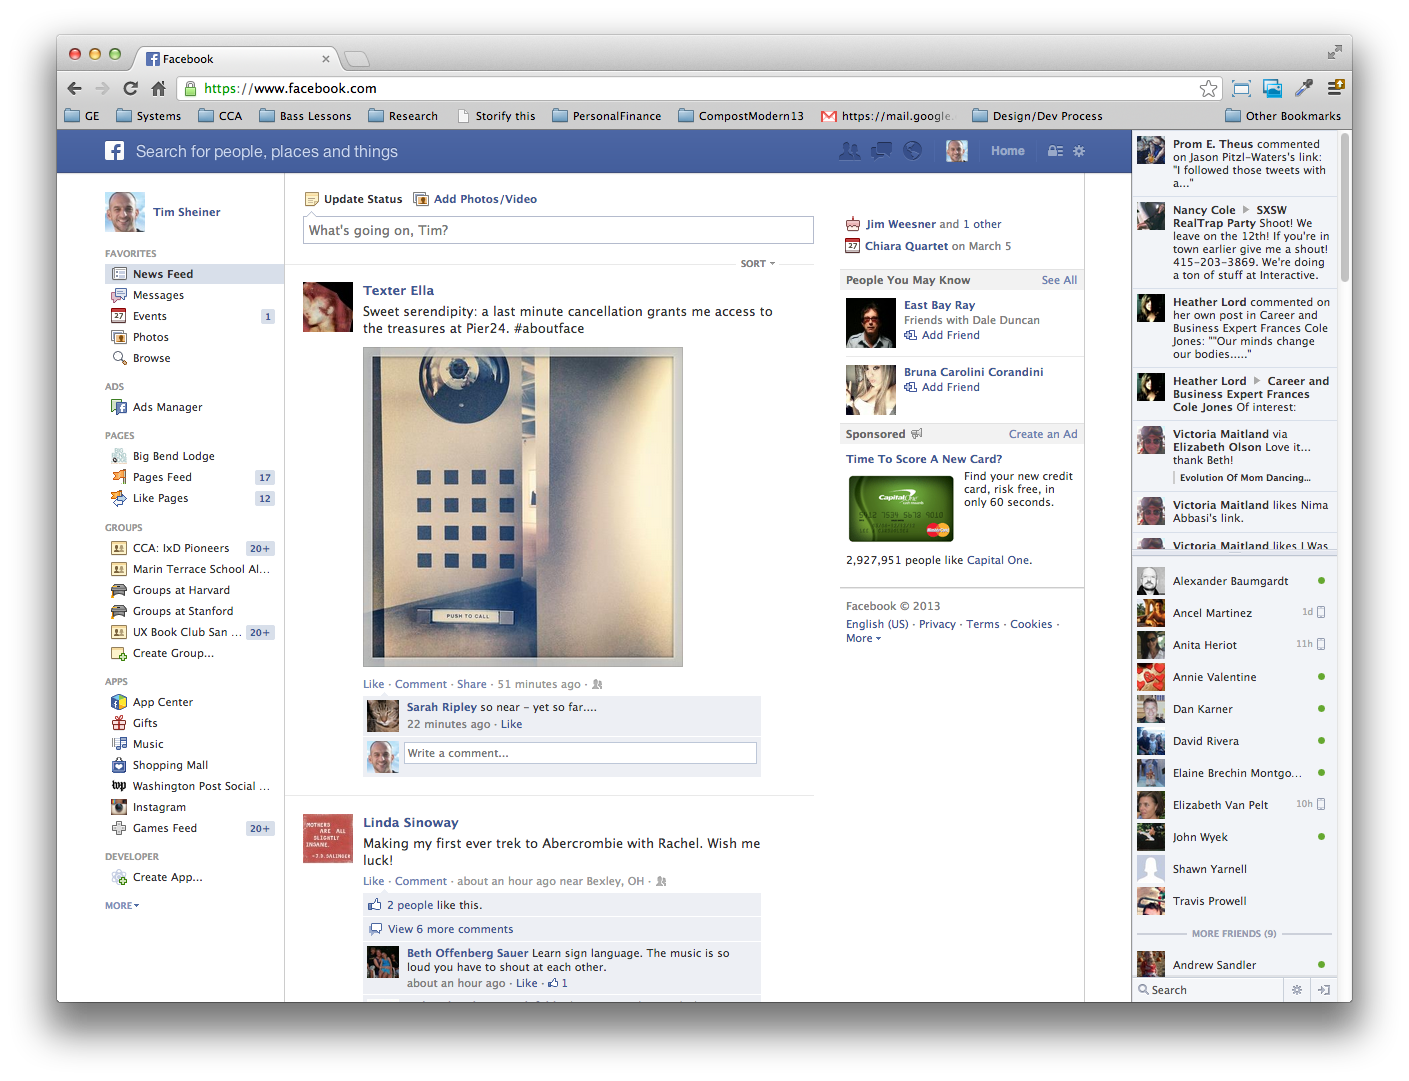 Facebook
https://www.facebook.com
GE
Systems
CCA
Bass Lessons
Research
Storify this
PersonalFinance
CompostModern13
https://mail.google.
Design/Dev Process
Other Bookmarks
Search for people, places and things
Home
Tim Sheiner
FAVORITES
News Feed
Messages
Events 1
Photos
Browse
ADS
Ads Manager
PAGES
Big Bend Lodge
Pages Feed 17
Like Pages 12
GROUPS
CCA: IxD Pioneers 20+
Marin Terrace School Al...
Groups at Harvard
Groups at Stanford
UX Book Club San ... 20+
Create Group...
APPS
App Center
Gifts
Music
Shopping Mall
wp Washington Post Social ...
Instagram
Games Feed 20+
DEVELOPER
Create App...
MORE
Update Status Add Photos/Video
What's going on, Tim?
SORT
Texter Ella
Sweet serendipity: a last minute cancellation grants me access to
the treasures at Pier24. #aboutface
PUSH TO CALL
Like · Comment · Share · 51 minutes ago ·
Sarah Ripley so near - yet so far....
22 minutes ago · Like
Write a comment...
MOTHERS
ARE ALL
SLIGHTLY
INSANE.
-J.D. SALINGER
Linda Sinoway
Making my first ever trek to Abercrombie with Rachel. Wish me
luck!
Like · Comment · about an hour ago near Bexley, OH ·
2 people like this.
View 6 more comments
Beth Offenberg Sauer Learn sign language. The music is so
loud you have to shout at each other.
about an hour ago · Like · 1
Jim Weesner and 1 other
27 Chiara Quartet on March 5
People You May Know See All
East Bay Ray
Friends with Dale Duncan
Add Friend
Bruna Carolini Corandini
Add Friend
Sponsored Create an Ad
Time To Score A New Card?
Capital One
MasterCard
Find your new credit
card, risk free, in
only 60 seconds.
2,927,951 people like Capital One.
Facebook © 2013
English (US) · Privacy · Terms · Cookies ·
More
Prom E. Theus commented
on Jason Pitzl-Waters's link:
"I followed those tweets with
a..."
Nancy Cole ▶ SXSW
RealTrap Party Shoot! We
leave on the 12th! If you're in
town earlier give me a shout!
415-203-3869. We're doing
a ton of stuff at Interactive.
Heather Lord commented on
her own post in Career and
Business Expert Frances Cole
Jones: ""Our minds change
our bodies....."
Heather Lord ▶ Career and
Business Expert Frances
Cole Jones Of interest:
Victoria Maitland via
Elizabeth Olson Love it...
thank Beth!
Evolution Of Mom Dancing...
Victoria Maitland likes Nima
Abbasi's link.
Victoria Maitland likes I Was
Alexander Baumgardt
Ancel Martinez 1d
Anita Heriot 11h
Annie Valentine
Dan Karner
David Rivera
Elaine Brechin Montgo...
Elizabeth Van Pelt 10h
John Wyek
Shawn Yarnell
Travis Prowell
MORE FRIENDS (9)
Andrew Sandler
Search